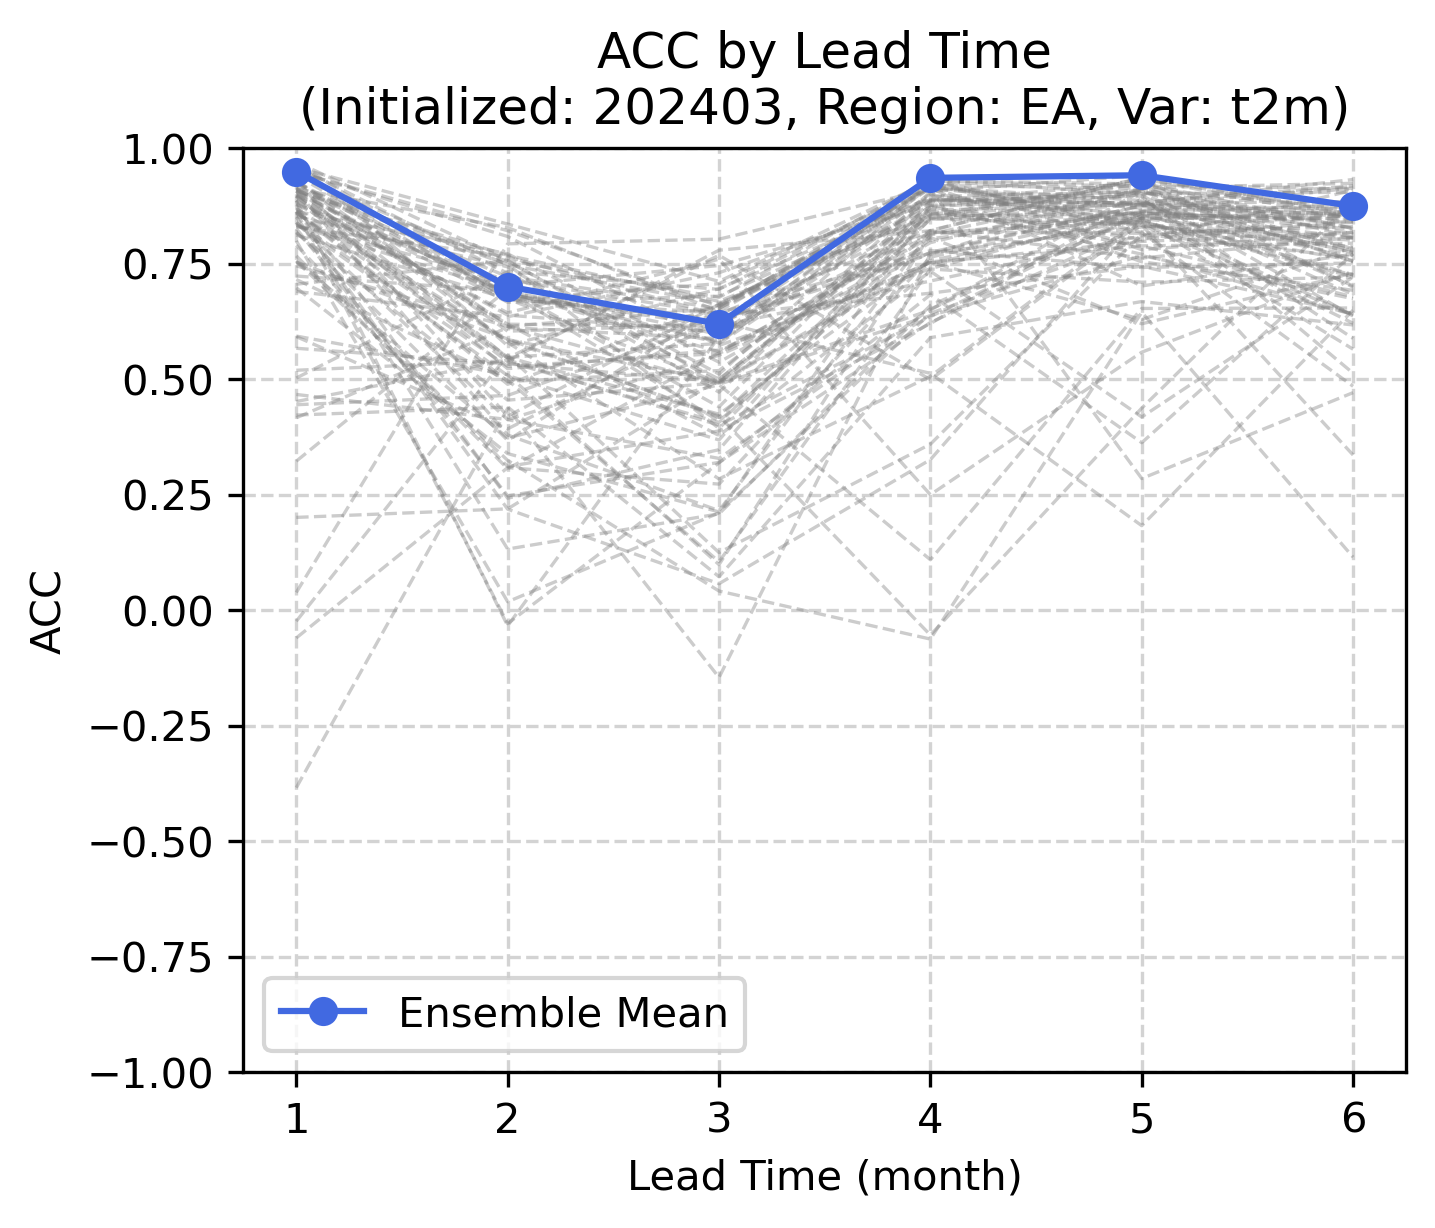 ACC by Lead Time
(Initialized: 202403, Region: EA, Var: t2m)
1.00
0.75
0.50
0.25
0.00
−0.25
−0.50
−0.75
−1.00
ACC
Ensemble Mean
1 2 3 4 5 6
Lead Time (month)